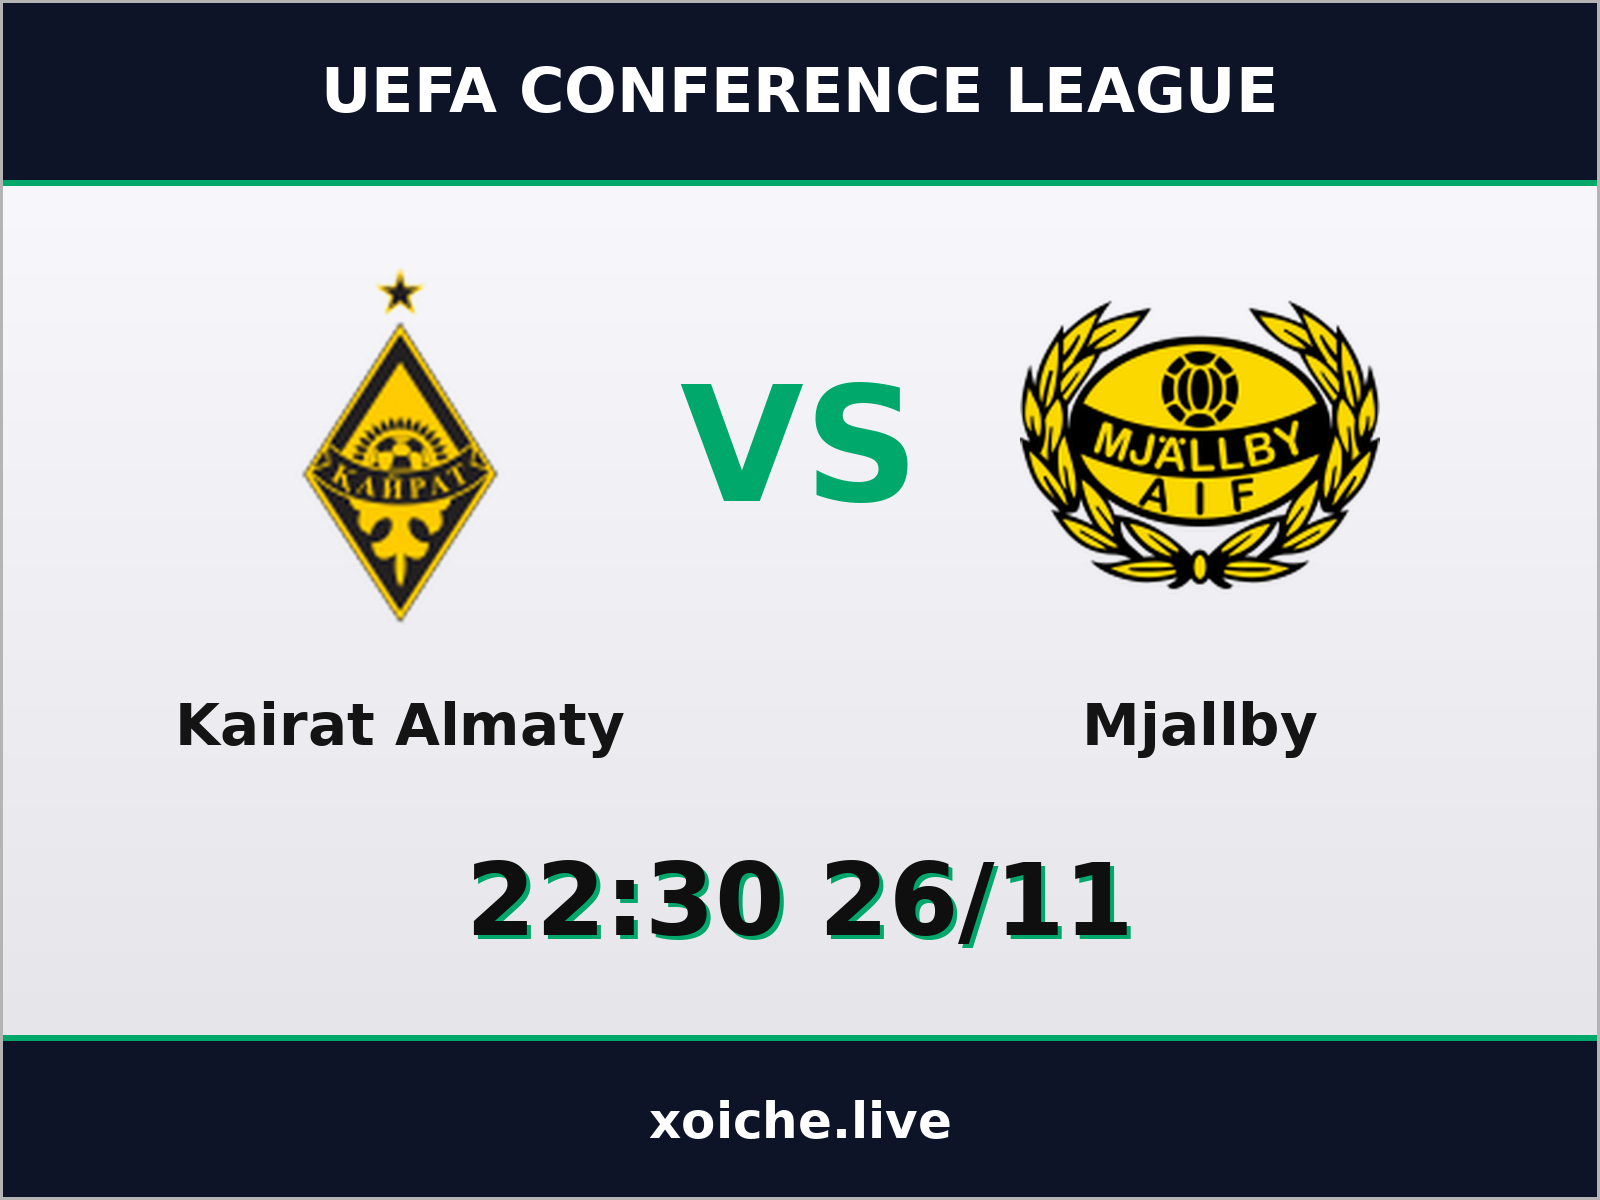 UEFA CONFERENCE LEAGUE
КАЙРАТ
VS
MJÄLLBY
AIF
Kairat Almaty
Mjallby
22:30 26/11
xoiche.live